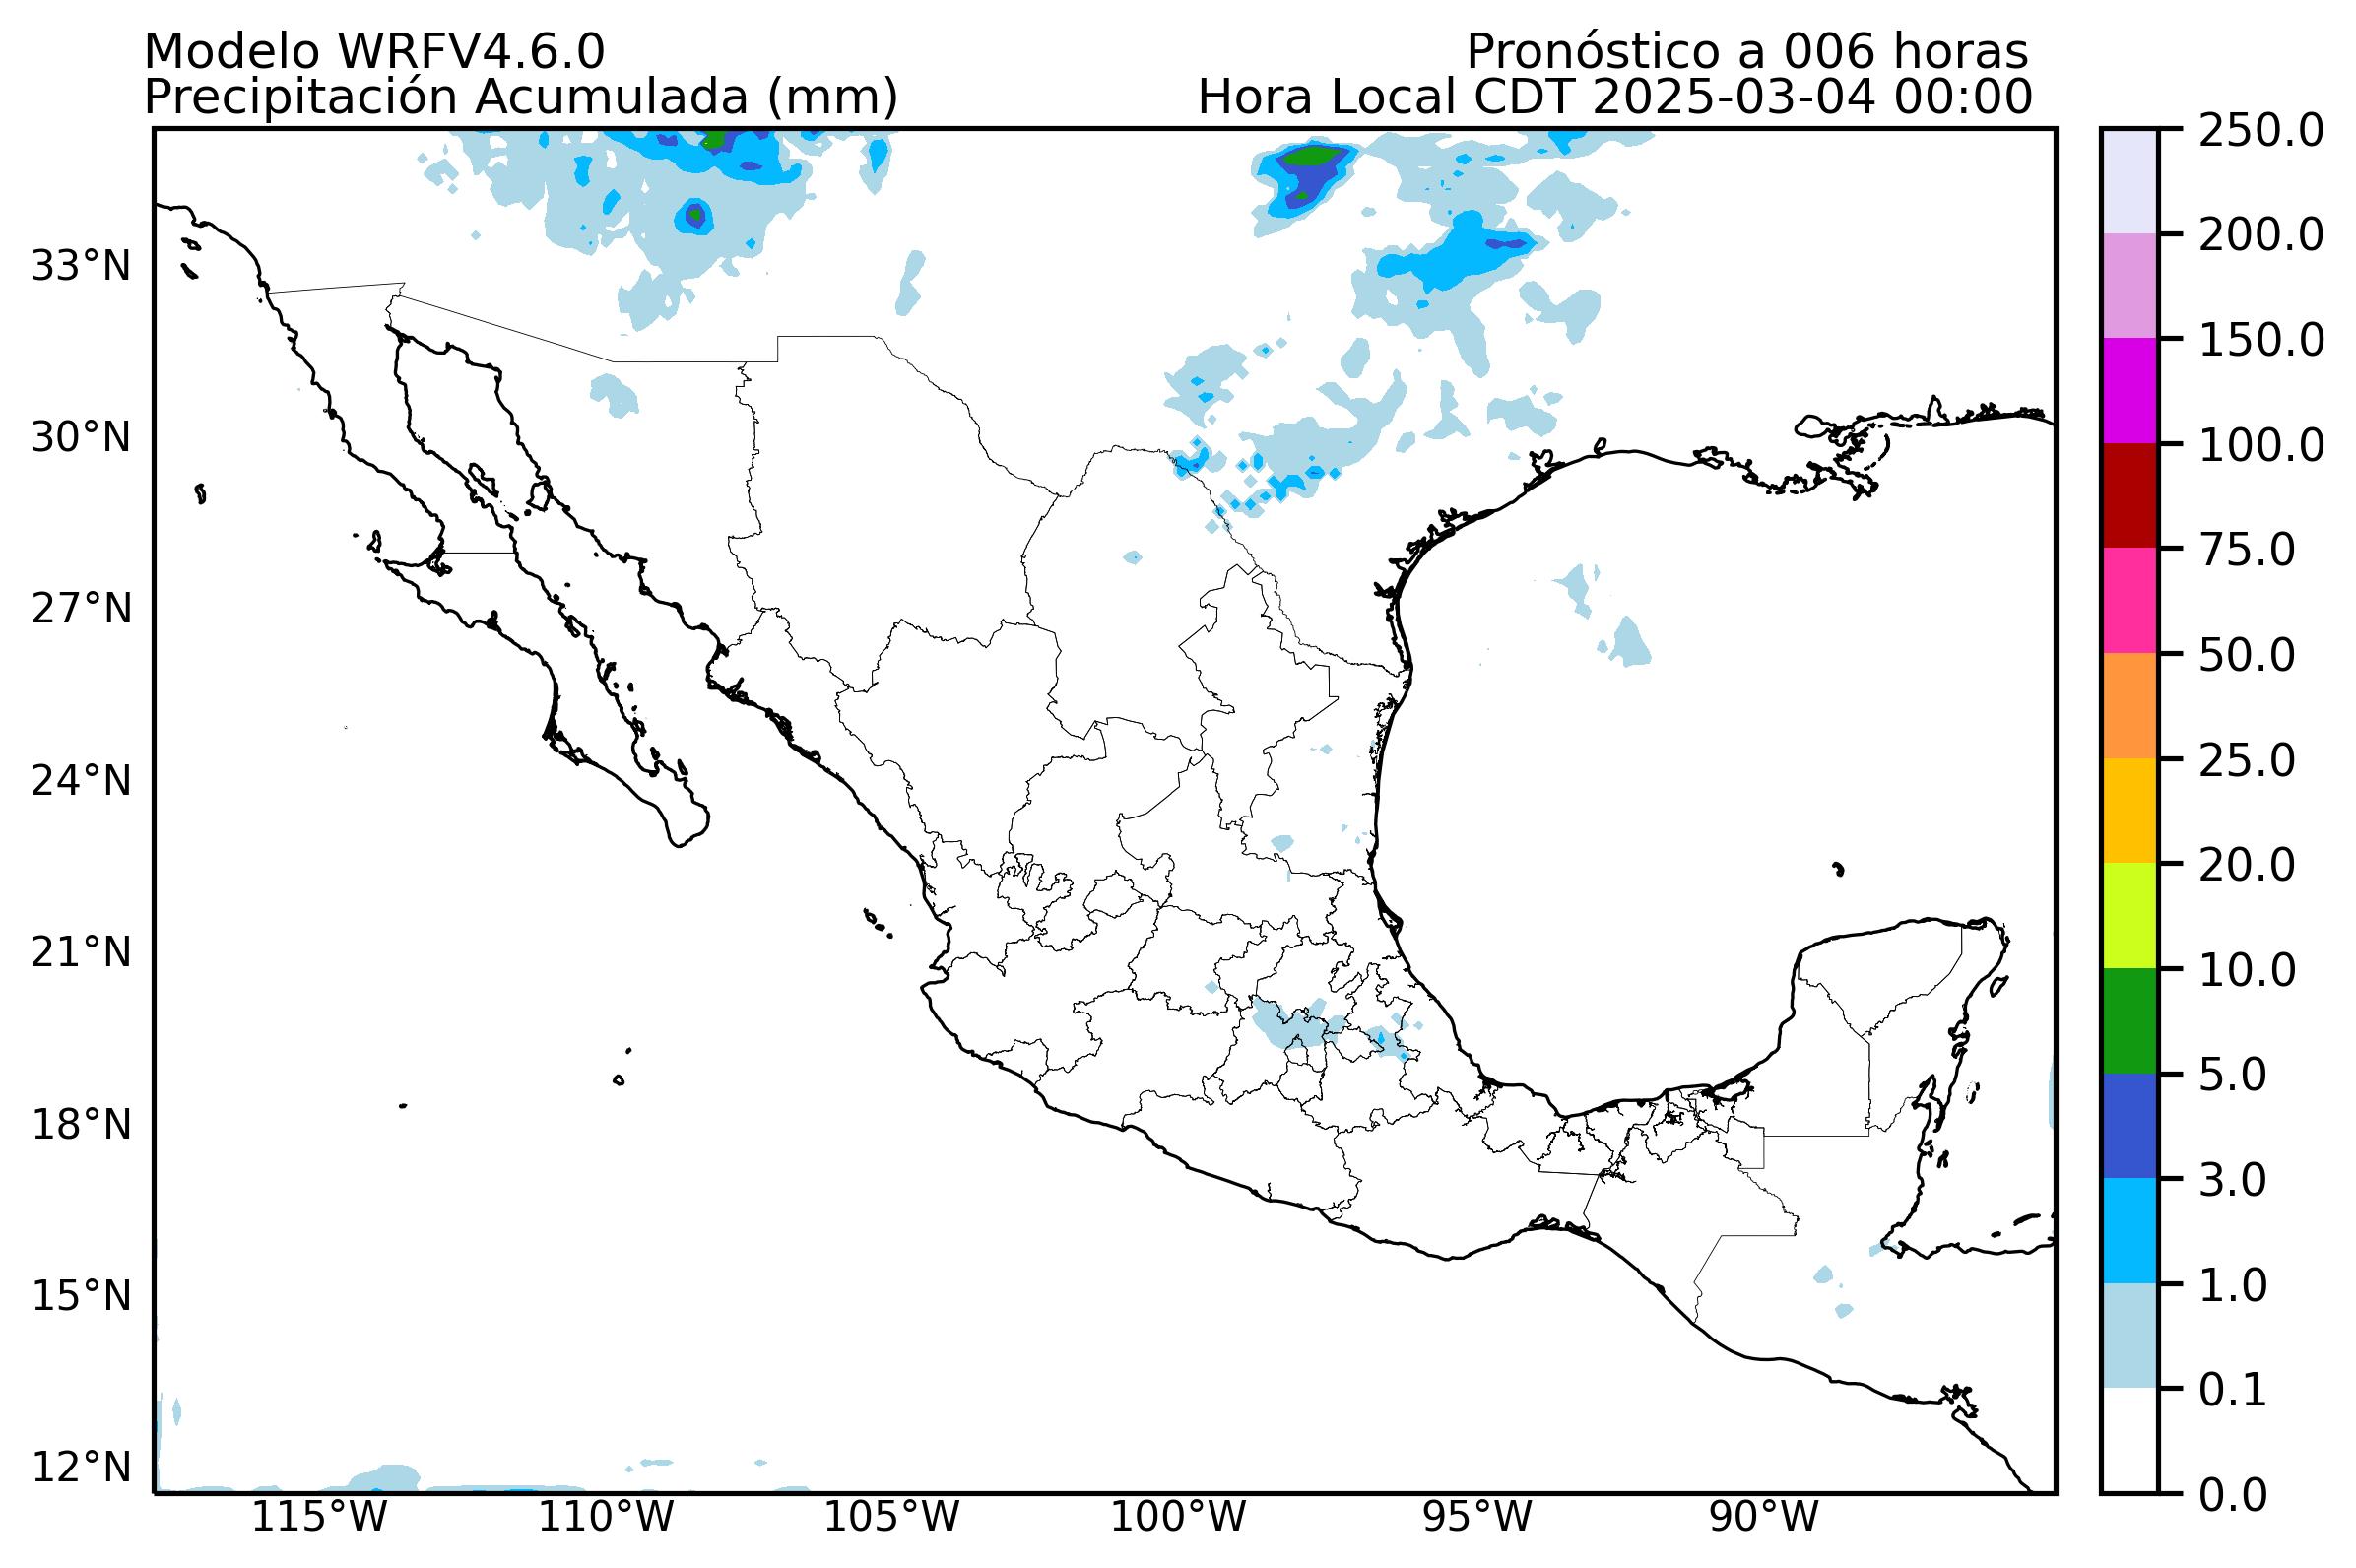 Modelo WRFV4.6.0
Pronóstico a 006 horas
Precipitación Acumulada (mm)
Hora Local CDT 2025-03-04 00:00
33°N
30°N
27°N
24°N
21°N
18°N
15°N
12°N
115°W
110°W
105°W
100°W
95°W
90°W
250.0
200.0
150.0
100.0
75.0
50.0
25.0
20.0
10.0
5.0
3.0
1.0
0.1
0.0